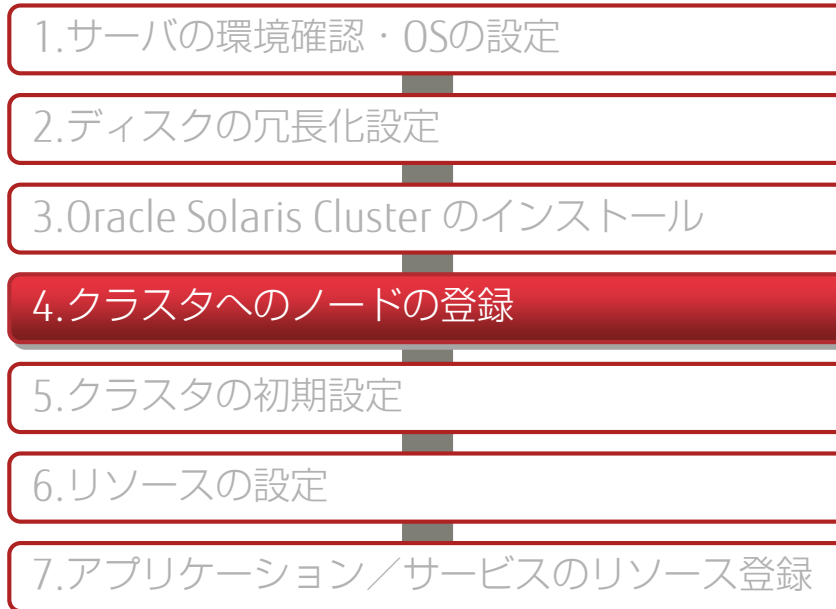 1.サーバの環境確認・OSの設定
2.ディスクの冗長化設定
3.Oracle Solaris Cluster のインストール
4.クラスタへのノードの登録
5.クラスタの初期設定
6.リソースの設定
7.アプリケーション／サービスのリソース登録